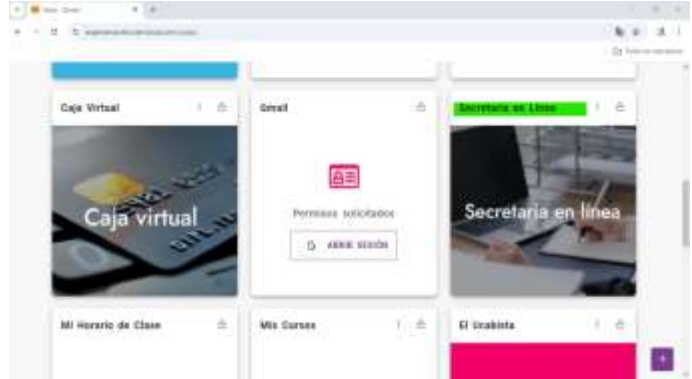 Caja Virtual
Gmail
Secretaría en Línea
Caja virtual
Permisos solicitados
G ABRIR SESIÓN
Secretaría en línea
Mi Horario de Clase
Mis Cursos
El Unabista